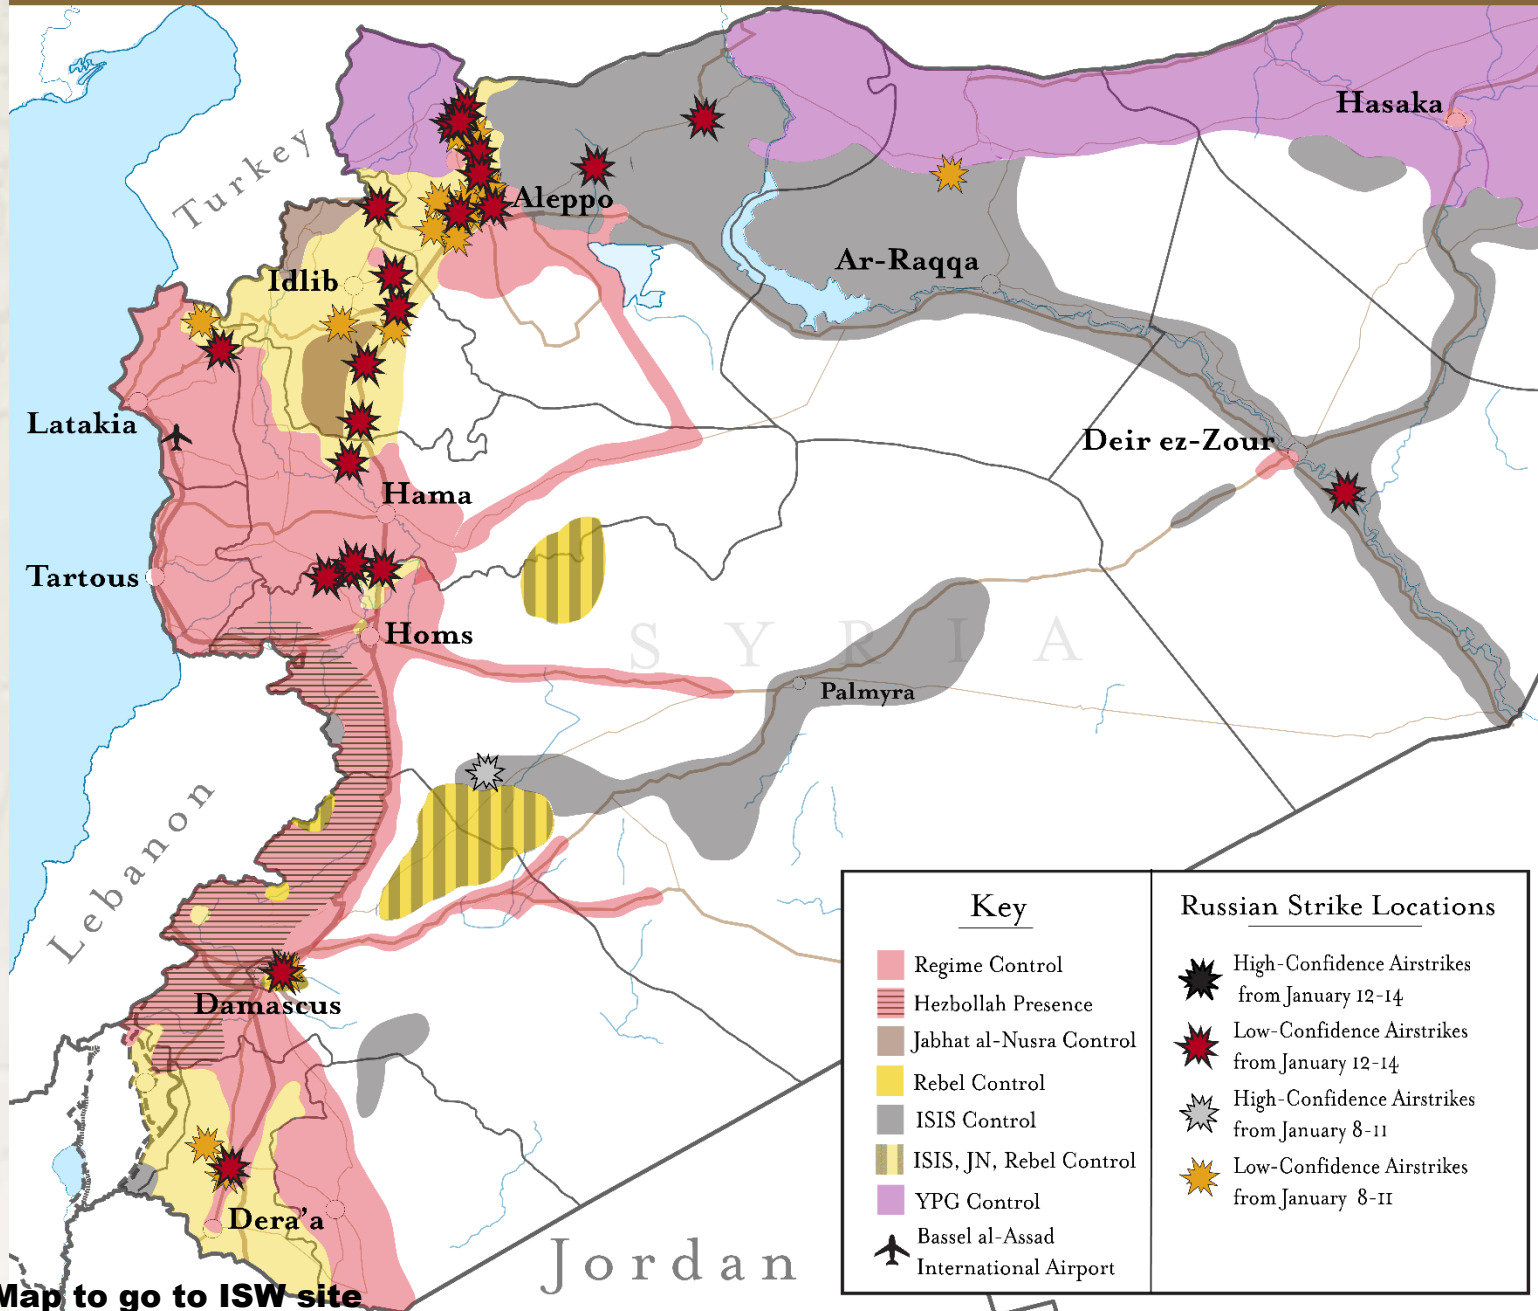 Turkey
Hasaka
Aleppo
Ar-Raqqa
Idlib
Latakia
Deir ez-Zour
Hama
Tartous
Homs
SYRIA
Palmyra
Lebanon
Damascus
Dera'a
Jordan
Key
Regime Control
Hezbollah Presence
Jabhat al-Nusra Control
Rebel Control
ISIS Control
ISIS, JN, Rebel Control
YPG Control
Bassel al-Assad
International Airport
Russian Strike Locations
High-Confidence Airstrikes
from January 12-14
Low-Confidence Airstrikes
from January 12-14
High-Confidence Airstrikes
from January 8-11
Low-Confidence Airstrikes
from January 8-11
Map to go to ISW site